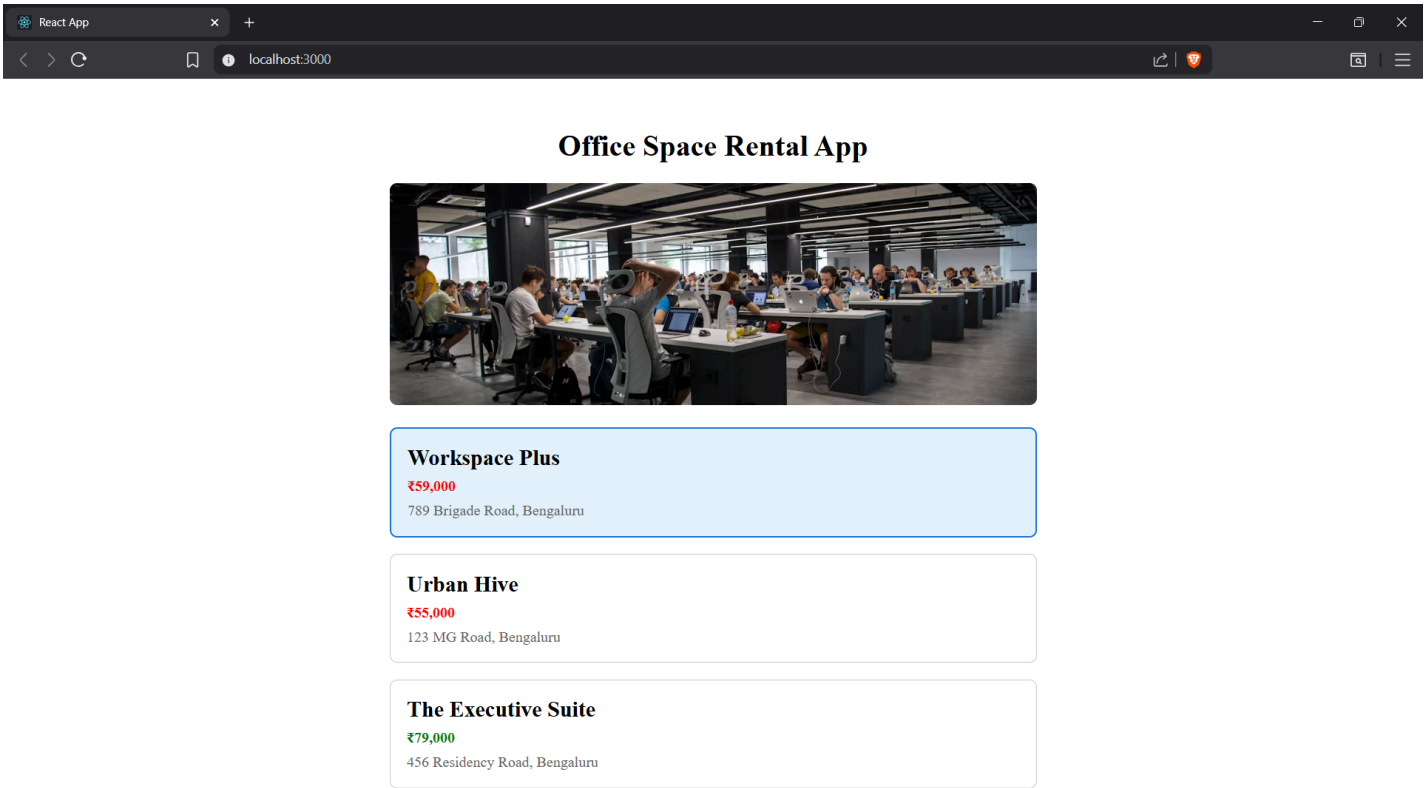 React App
localhost:3000
Office Space Rental App
Workspace Plus
₹59,000
789 Brigade Road, Bengaluru
Urban Hive
₹55,000
123 MG Road, Bengaluru
The Executive Suite
₹79,000
456 Residency Road, Bengaluru